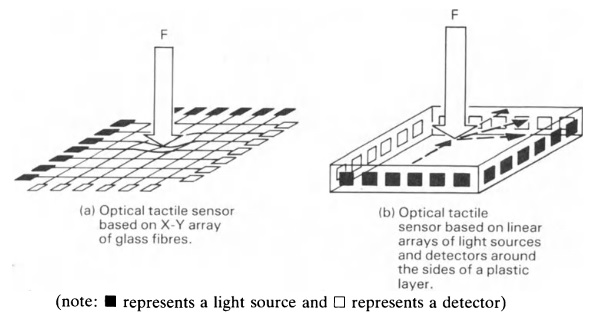 F
F
(a) Optical tactile sensor
based on X-Y array
of glass fibres.
(b) Optical tactile
sensor based on linear
arrays of light sources
and detectors around
the sides of a plastic
layer.
(note: ■ represents a light source and □ represents a detector)